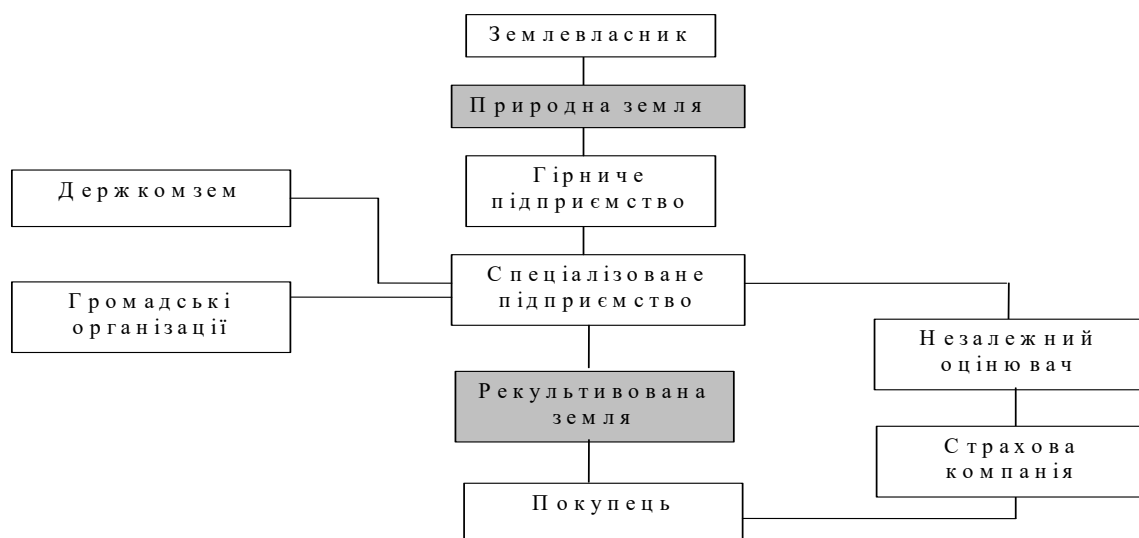 Землевласник
Природна земля
Гірниче
підприємство
Держкомзем
Спеціалізоване
підприємство
Громадські
організації
Незалежний
оцінювач
Рекультивована
земля
Страхова
компанія
Покупець